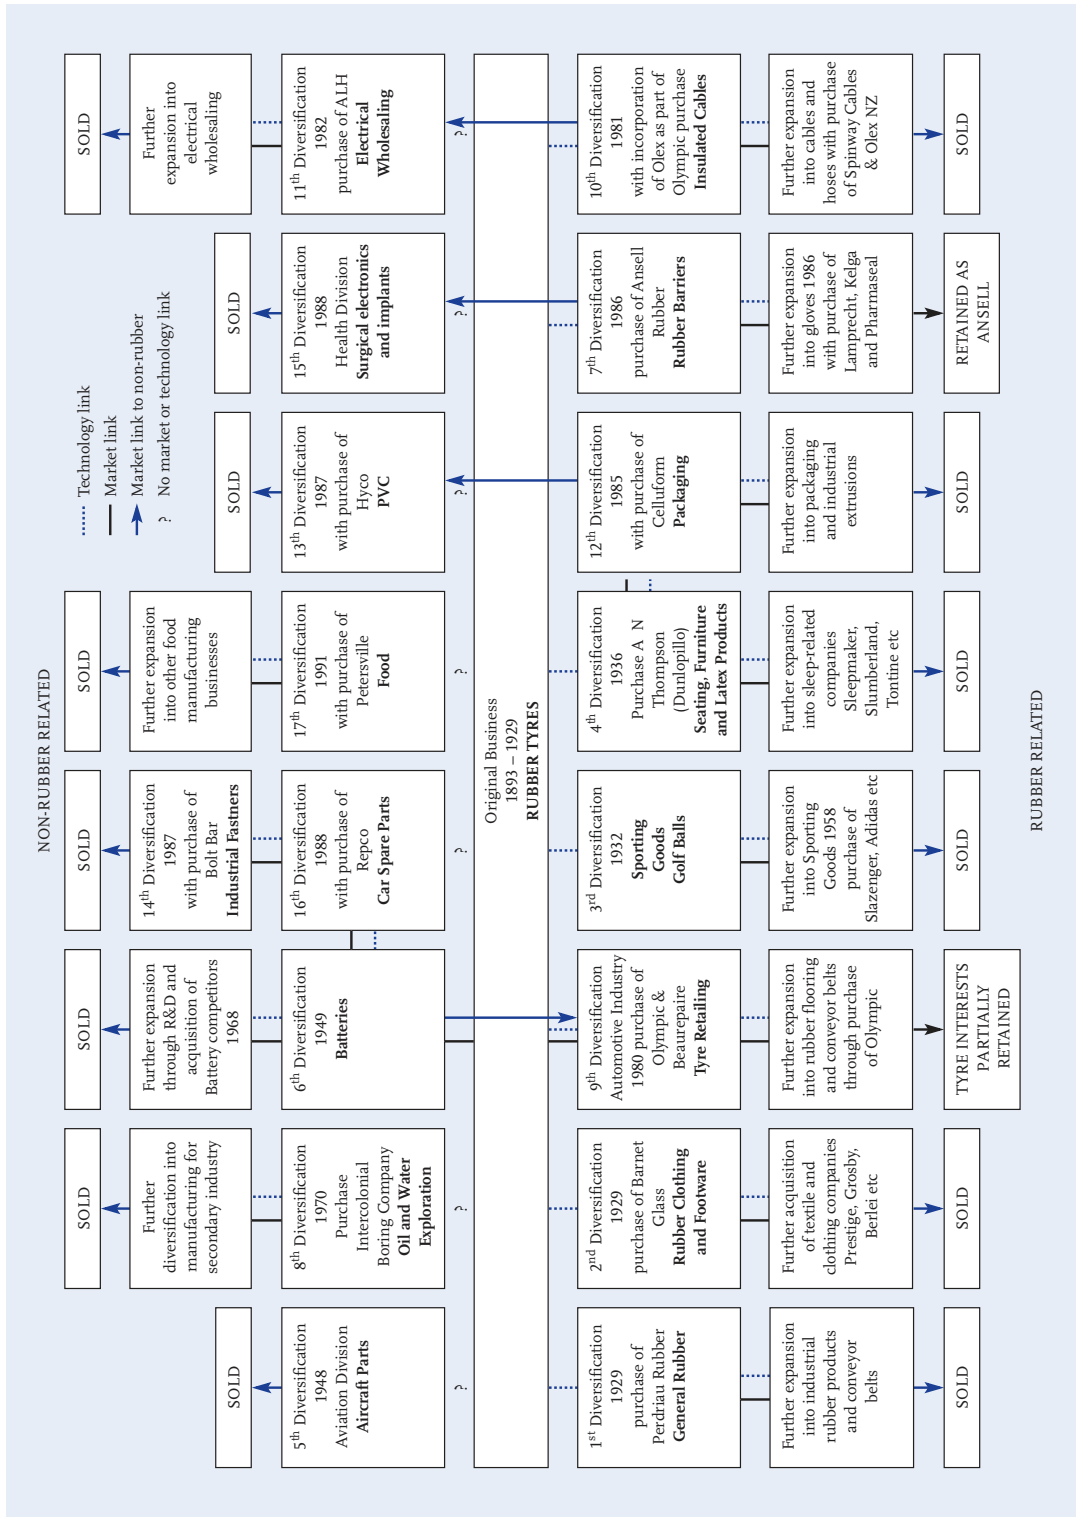 NON-RUBBER RELATED
Technology link
Market link
Market link to non-rubber
? No market or technology link
SOLD
SOLD
SOLD
SOLD
SOLD
SOLD
SOLD
SOLD
Further
diversification into
manufacturing for
secondary industry
Further expansion
through R&D and
acquisition of
Battery competitors
1968
14th Diversification
1987
with purchase of
Bolt Bar
Industrial Fastners
Further expansion
into other food
manufacturing
businesses
Further
expansion into
electrical
wholesaling
5th Diversification
1948
Aviation Division
Aircraft Parts
8th Diversification
1970
Purchase
Intercolonial
Boring Company
Oil and Water
Exploration
6th Diversification
1949
Batteries
16th Diversification
1988
with purchase of
Repco
Car Spare Parts
17th Diversification
1991
with purchase of
Petersville
Food
13th Diversification
1987
with purchase of
Hyco
PVC
15th Diversification
1988
Health Division
Surgical electronics
and implants
11th Diversification
1982
purchase of ALH
Electrical
Wholesaling
? ? ? ? ? ? ?
Original Business
1893 – 1929
RUBBER TYRES
1st Diversification
1929
purchase of
Perdriau Rubber
General Rubber
2nd Diversification
1929
purchase of Barnet
Glass
Rubber Clothing
and Footware
9th Diversification
Automotive Industry
1980 purchase of
Olympic &
Beaurepaire
Tyre Retailing
3rd Diversification
1932
Sporting
Goods
Golf Balls
4th Diversification
1936
Purchase A N
Thompson
(Dunlopillo)
Seating, Furniture
and Latex Products
12th Diversification
1985
with purchase of
Celluform
Packaging
7th Diversification
1986
purchase of Ansell
Rubber
Rubber Barriers
10th Diversification
1981
with incorporation
of Olex as part of
Olympic purchase
Insulated Cables
Further expansion
into industrial
rubber products
and conveyor
belts
Further acquisition
of textile and
clothing companies
Prestige, Grosby,
Berlei etc
Further expansion
into rubber flooring
and conveyor belts
through purchase
of Olympic
Further expansion
into Sporting
Goods 1958
purchase of
Slazenger, Adidas etc
Further expansion
into sleep-related
companies
Sleepmaker,
Slumberland,
Tontine etc
Further expansion
into packaging
and industrial
extrusions
Further expansion
into gloves 1986
with purchase of
Lamprecht, Kelga
and Pharmaseal
Further expansion
into cables and
hoses with purchase
of Spinway Cables
& Olex NZ
SOLD
SOLD
TYRE INTERESTS
PARTIALLY
RETAINED
SOLD
SOLD
SOLD
RETAINED AS
ANSELL
SOLD
RUBBER RELATED